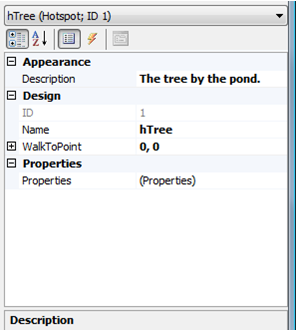 hTree (Hotspot; ID 1)
A
Z
Appearance
Description The tree by the pond.
Design
ID 1
Name hTree
WalkToPoint 0, 0
Properties
Properties (Properties)
Description